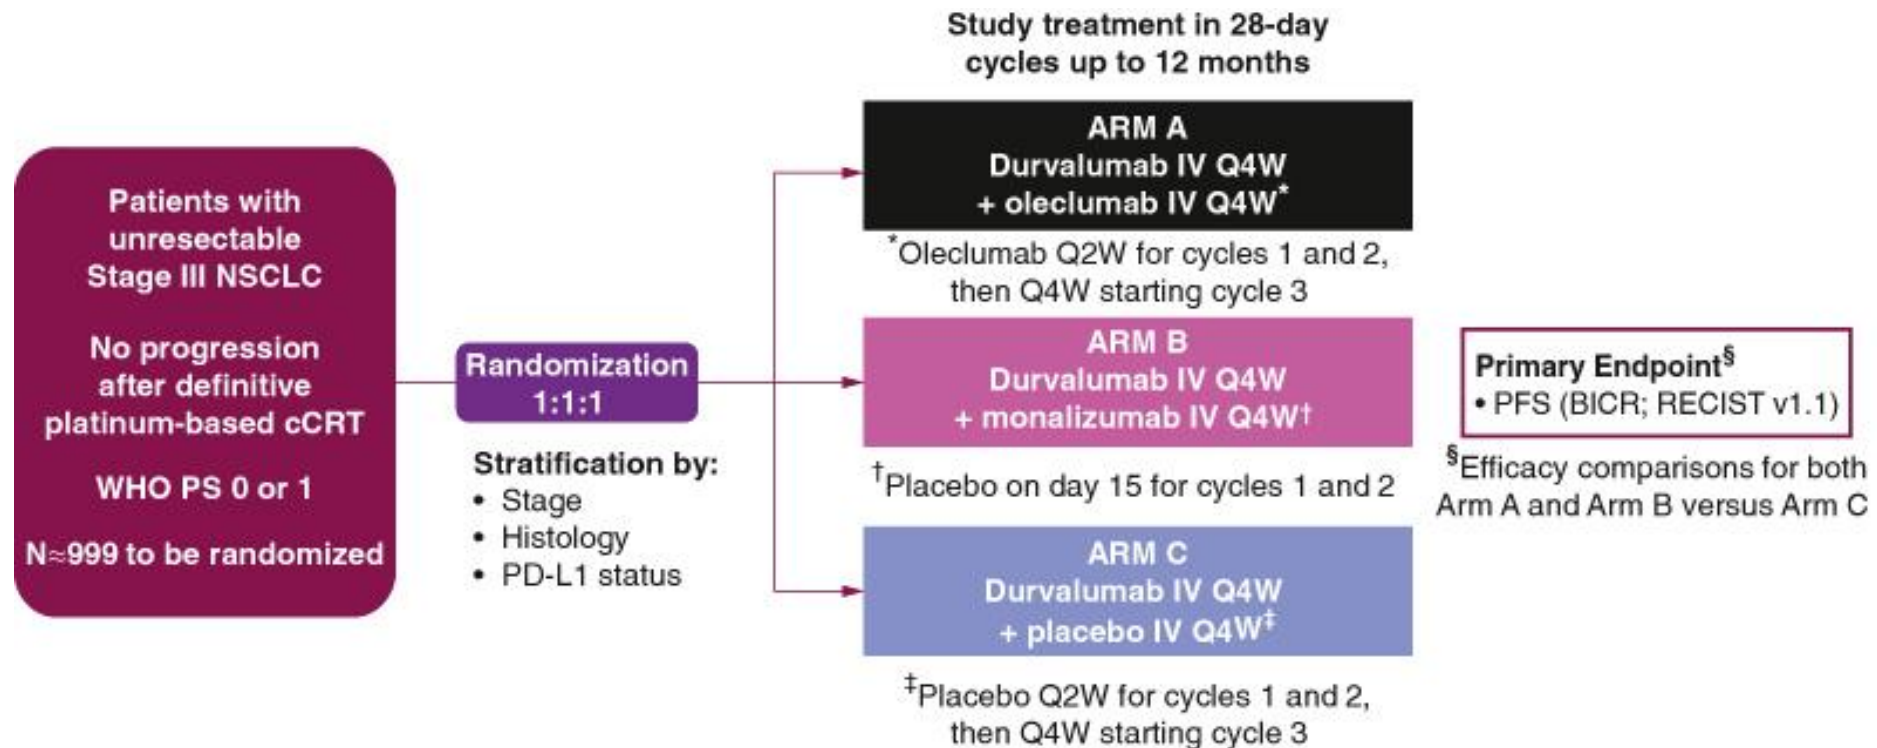 Study treatment in 28-day
cycles up to 12 months
Patients with
unresectable
Stage III NSCLC
No progression
after definitive
platinum-based cCRT
WHO PS 0 or 1
N≈999 to be randomized
Randomization
1:1:1
Stratification by:
• Stage
• Histology
• PD-L1 status
ARM A
Durvalumab IV Q4W
+ oleclumab IV Q4W*
*Oleclumab Q2W for cycles 1 and 2,
then Q4W starting cycle 3
ARM B
Durvalumab IV Q4W
+ monalizumab IV Q4W†
†Placebo on day 15 for cycles 1 and 2
ARM C
Durvalumab IV Q4W
+ placebo IV Q4W‡
‡Placebo Q2W for cycles 1 and 2,
then Q4W starting cycle 3
Primary Endpoint§
• PFS (BICR; RECIST v1.1)
§Efficacy comparisons for both
Arm A and Arm B versus Arm C